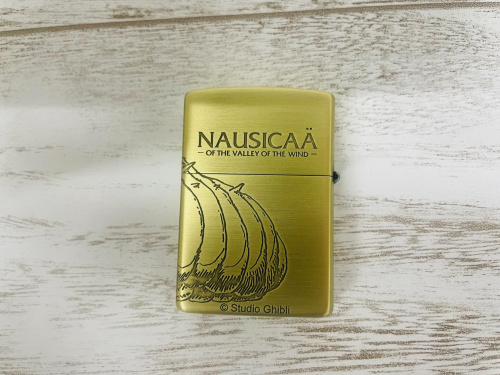 NAUSICAÄ
– OF THE VALLEY OF THE WIND –
© Studio Ghibli